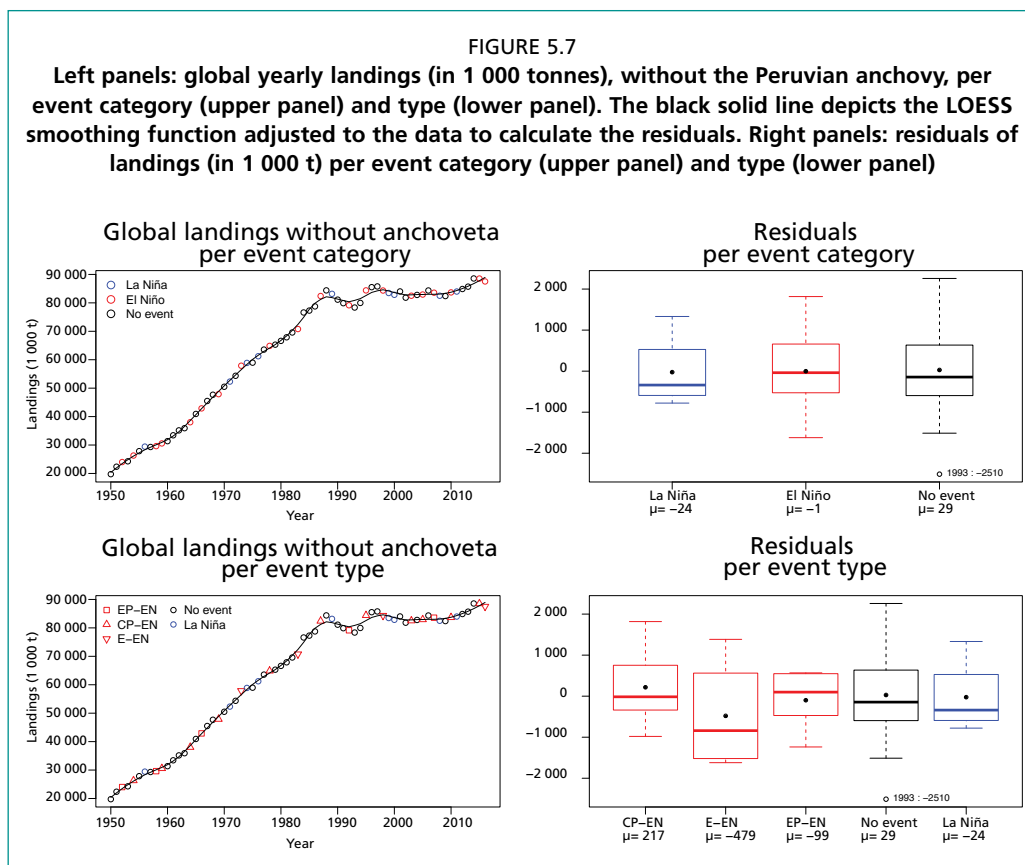 FIGURE 5.7
Left panels: global yearly landings (in 1 000 tonnes), without the Peruvian anchovy, per
event category (upper panel) and type (lower panel). The black solid line depicts the LOESS
smoothing function adjusted to the data to calculate the residuals. Right panels: residuals of
landings (in 1 000 t) per event category (upper panel) and type (lower panel)
Global landings without anchoveta
per event category
90 000
80 000
70 000
60 000
50 000
40 000
30 000
20 000
Landings (1 000 t)
La Niña
El Niño
No event
1950 1960 1970 1980 1990 2000 2010
Year
Residuals
per event category
2 000
1 000
0
−1 000
−2 000
1993 : −2510
La Niña El Niño No event
μ= −24 μ= −1 μ= 29
Global landings without anchoveta
per event type
90 000
80 000
70 000
60 000
50 000
40 000
30 000
20 000
Landings (1 000 t)
EP−EN No event
CP−EN La Niña
E−EN
1950 1960 1970 1980 1990 2000 2010
Year
Residuals
per event type
2 000
1 000
0
−1 000
−2 000
1993 : −2510
CP−EN E−EN EP−EN No event La Niña
μ= 217 μ= −479 μ= −99 μ= 29 μ= −24